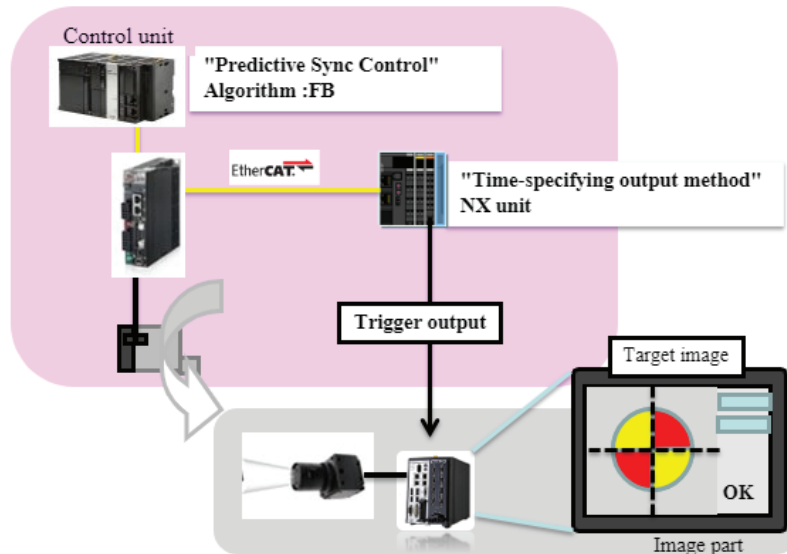 Control unit
"Predictive Sync Control"
Algorithm :FB
EtherCAT.
"Time-specifying output method"
NX unit
Trigger output
Target image
OK
Image part